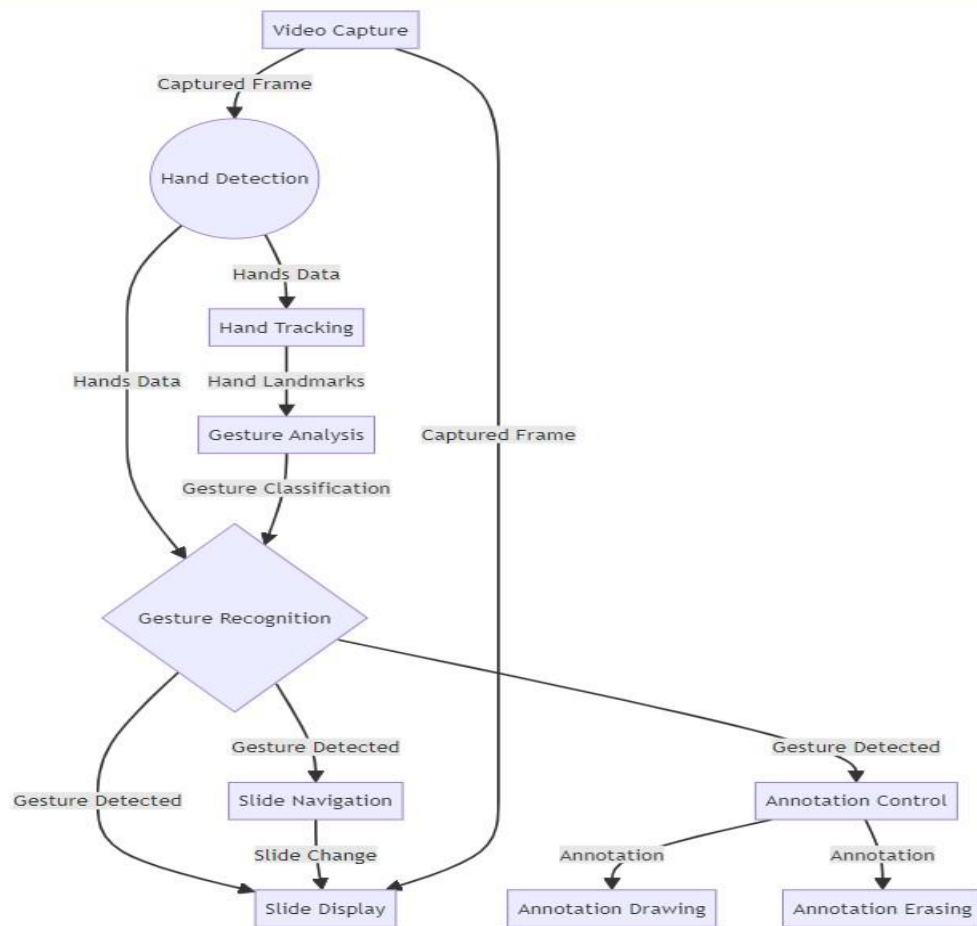 Video Capture
Captured Frame
Hand Detection
Hands Data
Hand Tracking
Hands Data
Hand Landmarks
Gesture Analysis
Captured Frame
Gesture Classification
Gesture Recognition
Gesture Detected
Gesture Detected
Gesture Detected
Slide Navigation
Annotation Control
Slide Change
Annotation
Annotation
Slide Display
Annotation Drawing
Annotation Erasing